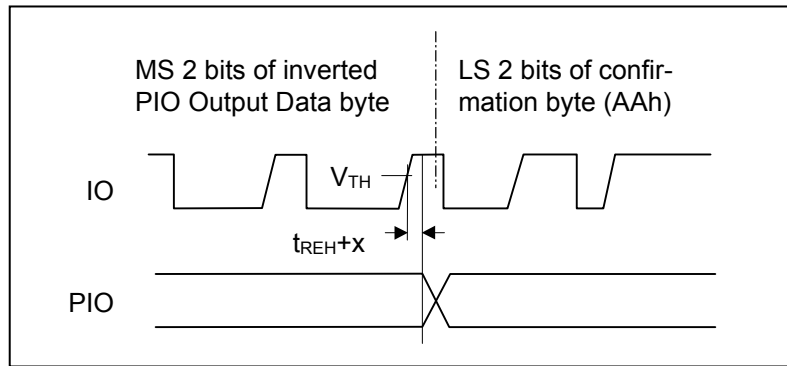 MS 2 bits of inverted
PIO Output Data byte
LS 2 bits of confir-
mation byte (AAh)
IO
VTH
tREH+x
PIO